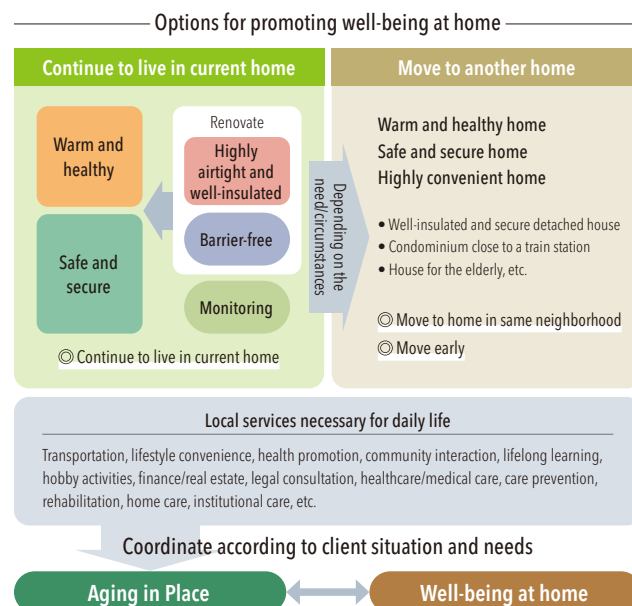 Options for promoting well-being at home
Continue to live in current home
Warm and
healthy
Safe and
secure
Renovate
Highly
airtight and
well-insulated
Barrier-free
Monitoring
◎ Continue to live in current home
Depending on the
need/circumstances
Move to another home
Warm and healthy home
Safe and secure home
Highly convenient home
• Well-insulated and secure detached house
• Condominium close to a train station
• House for the elderly, etc.
◎ Move to home in same neighborhood
◎ Move early
Local services necessary for daily life
Transportation, lifestyle convenience, health promotion, community interaction, lifelong learning,
hobby activities, finance/real estate, legal consultation, healthcare/medical care, care prevention,
rehabilitation, home care, institutional care, etc.
Coordinate according to client situation and needs
Aging in Place
Well-being at home